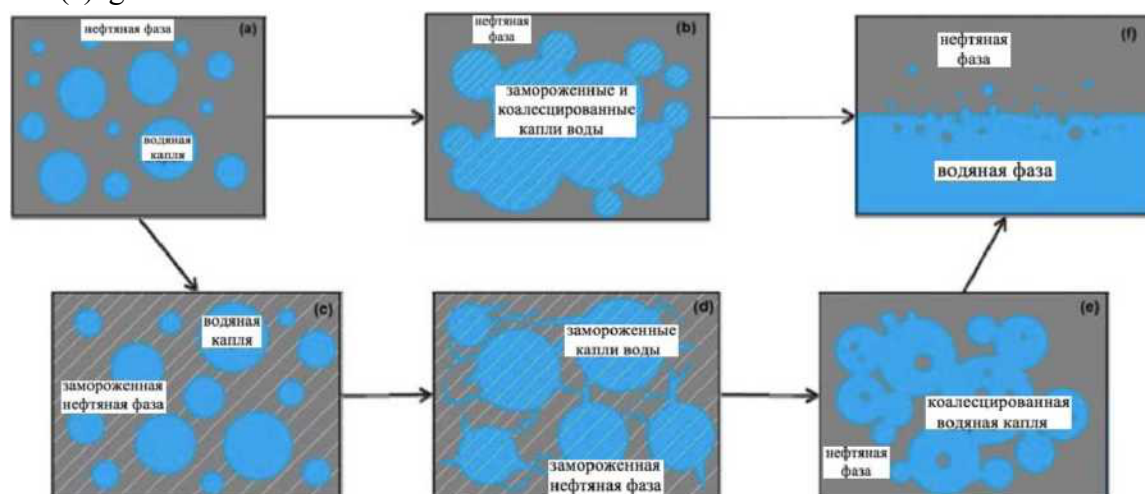 нефтяная фаза
(a)
водяная
капля
нефтяная
фаза
(b)
замороженные и
коалесцированные
капли воды
(f)
нефтяная
фаза
водяная фаза
(c)
водяная
капля
замороженная
нефтяная фаза
(d)
замороженные
капли воды
замороженная
нефтяная фаза
(e)
коалесцированная
водяная капля
нефтяная
фаза